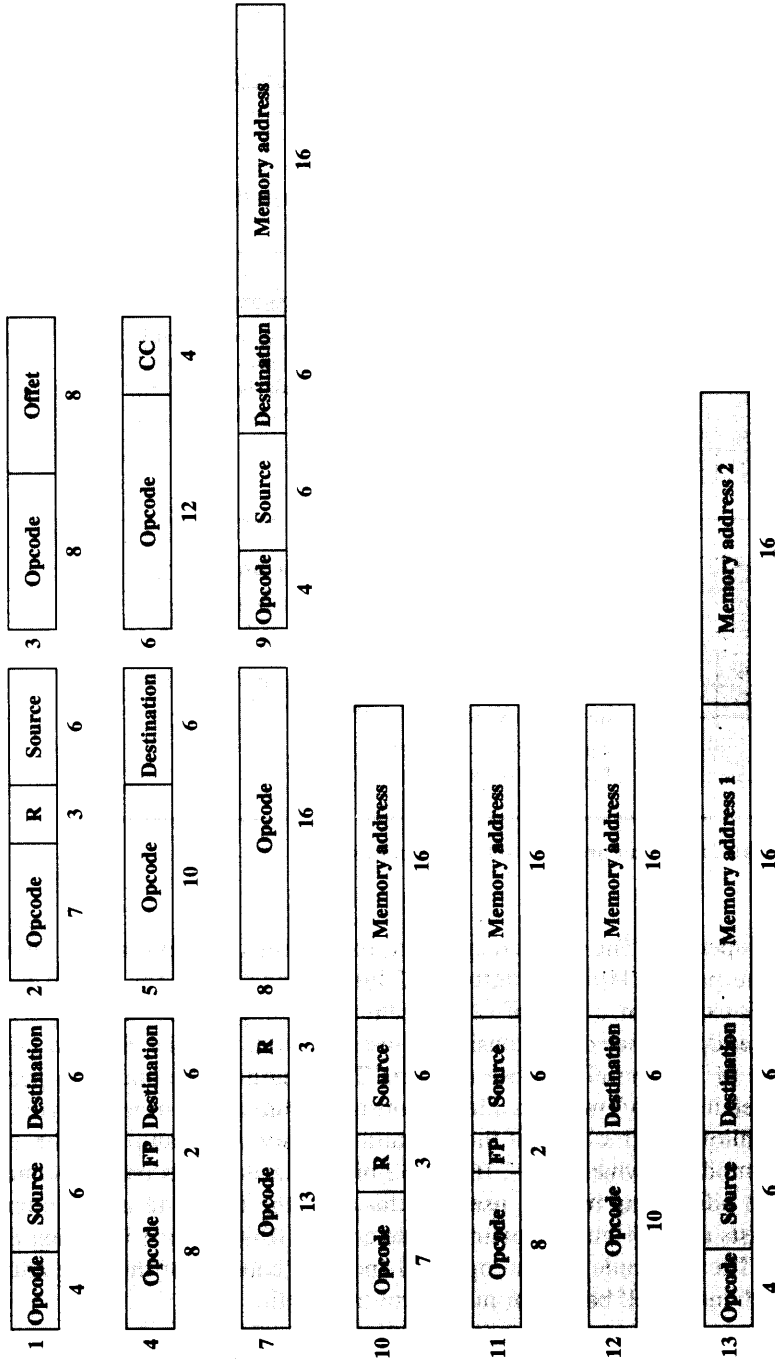 1 Opcode Source Destination 2 Opcode R Source 3 Opcode Offet
4 6 6 7 3 6 8 8
4 Opcode FP Destination 5 Opcode Destination 6 Opcode CC
8 2 6 10 6 12 4
7 Opcode R 8 Opcode 9 Opcode Source Destination Memory address
13 3 16 4 6 6 16
10 Opcode R Source Memory address
7 3 6 16
11 Opcode FP Source Memory address
8 2 6 16
12 Opcode Destination Memory address
10 6 16
13 Opcode Source Destination Memory address 1 Memory address 2
4 6 6 16 16